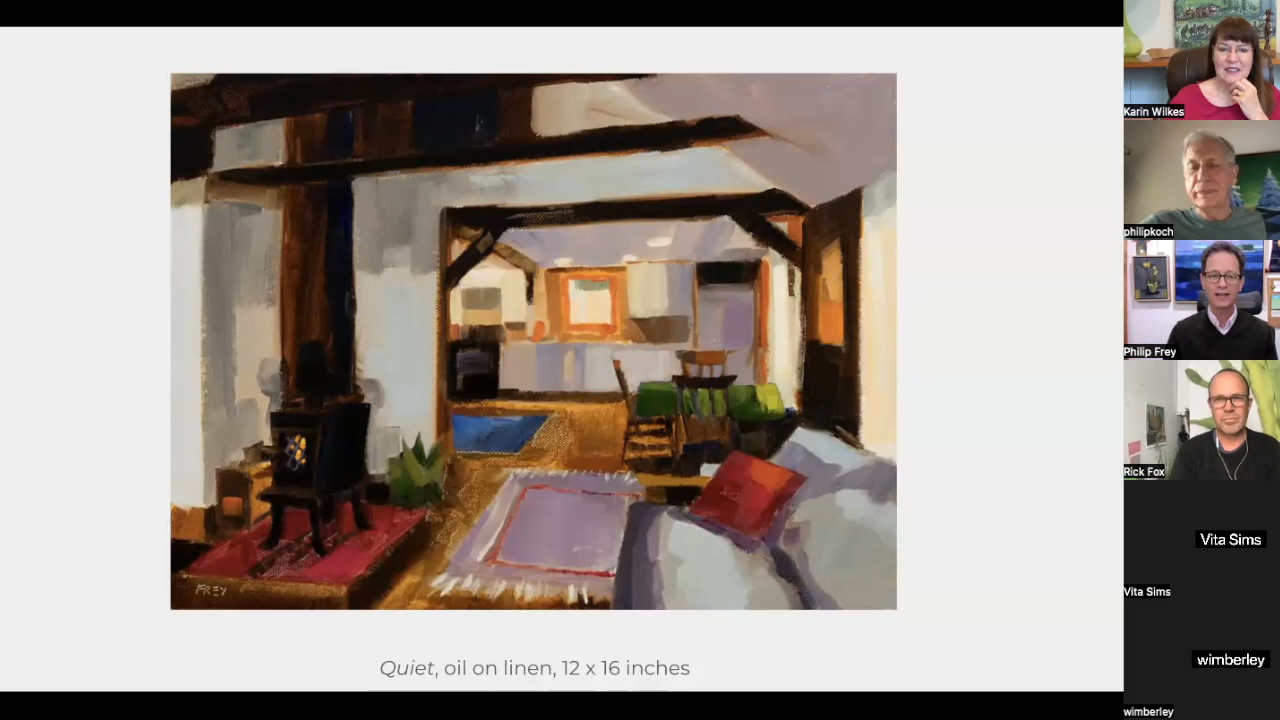 FREY
Quiet, oil on linen, 12 x 16 inches
Karin Wilkes
philipkoch
Philip Frey
Rick Fox
Vita Sims
Vita Sims
wimberley
wimberley